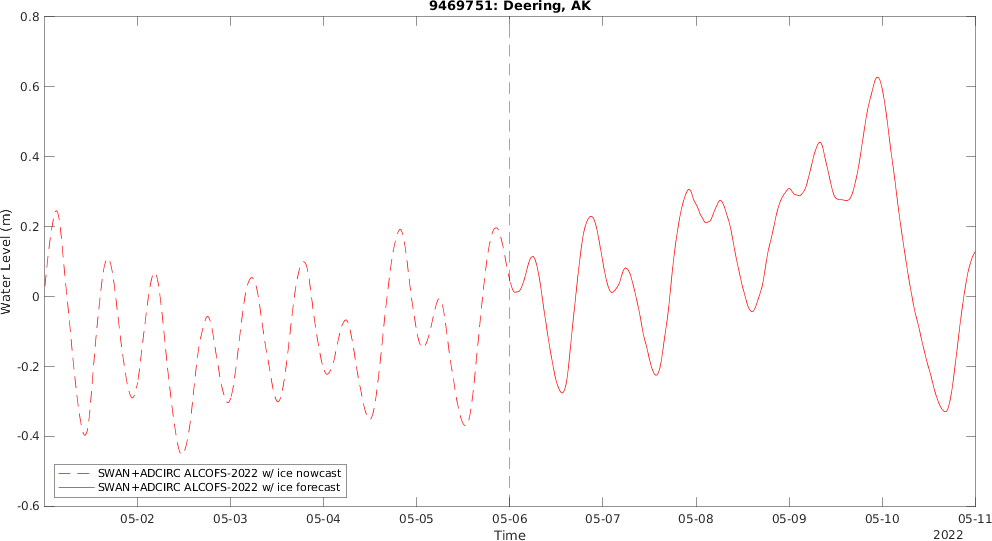 9469751: Deering, AK
0.8
0.6
0.4
0.2
0
-0.2
-0.4
-0.6
Water Level (m)
SWAN+ADCIRC ALCOFS-2022 w/ ice nowcast
SWAN+ADCIRC ALCOFS-2022 w/ ice forecast
05-02 05-03 05-04 05-05 05-06 05-07 05-08 05-09 05-10 05-11
Time
2022